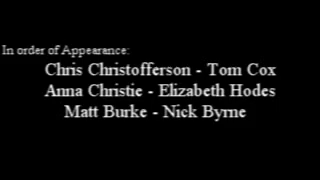 In order of Appearance:
Chris Christofferson - Tom Cox
Anna Christie - Elizabeth Hodes
Matt Burke - Nick Byrne